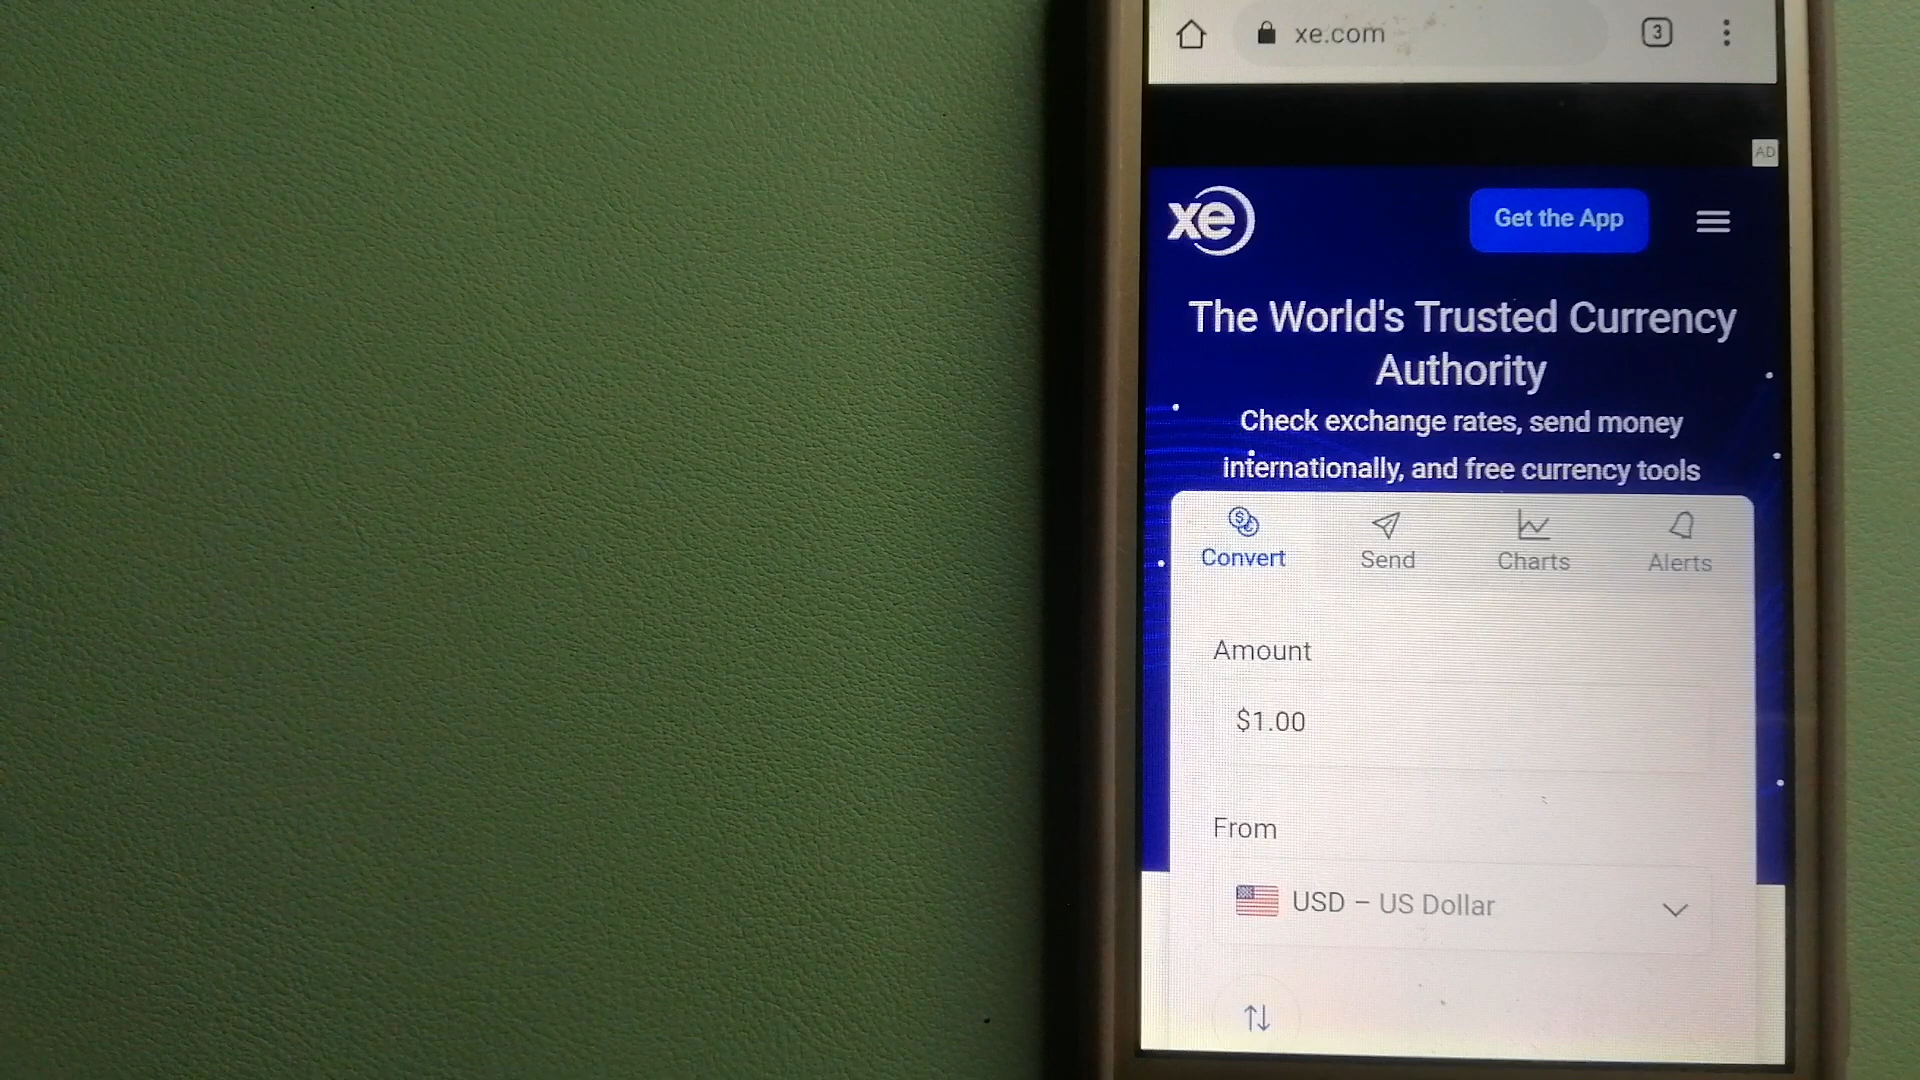 xe.com
3
AD
xe
Get the App
The World's Trusted Currency
Authority
Check exchange rates, send money
internationally, and free currency tools
Convert
Send
Charts
Alerts
Amount
$1.00
From
USD – US Dollar